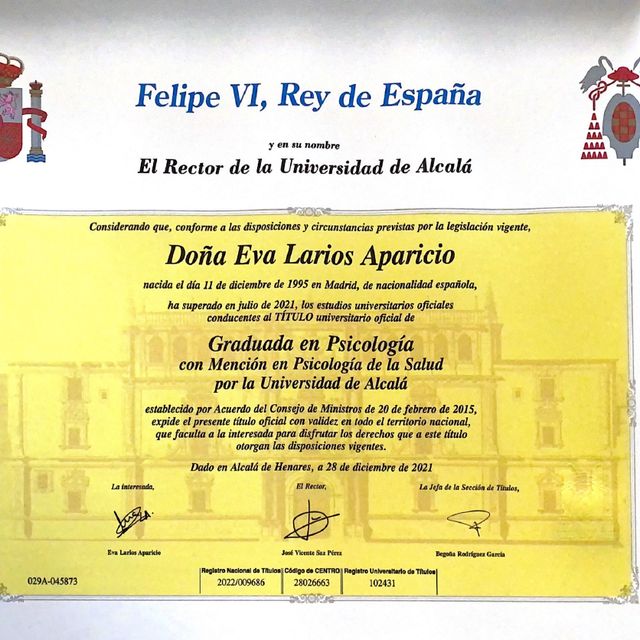 Felipe VI, Rey de España
y en su nombre
El Rector de la Universidad de Alcalá
Considerando que, conforme a las disposiciones y circunstancias previstas por la legislación vigente,
Doña Eva Larios Aparicio
nacida el día 11 de diciembre de 1995 en Madrid, de nacionalidad española,
ha superado en julio de 2021, los estudios universitarios oficiales
conducentes al TÍTULO universitario oficial de
Graduada en Psicología
con Mención en Psicología de la Salud
por la Universidad de Alcalá
establecido por Acuerdo del Consejo de Ministros de 20 de febrero de 2015,
expide el presente título oficial con validez en todo el territorio nacional,
que faculta a la interesada para disfrutar los derechos que a este título
otorgan las disposiciones vigentes.
Dado en Alcalá de Henares, a 28 de diciembre de 2021
La interesada, El Rector, La Jefa de la Sección de Títulos,
Eva Larios Aparicio José Vicente Saz Pérez Begoña Rodríguez García
029A-045873
Registro Nacional de Títulos Código de CENTRO Registro Universitario de Títulos
2022/009686 28026663 102431